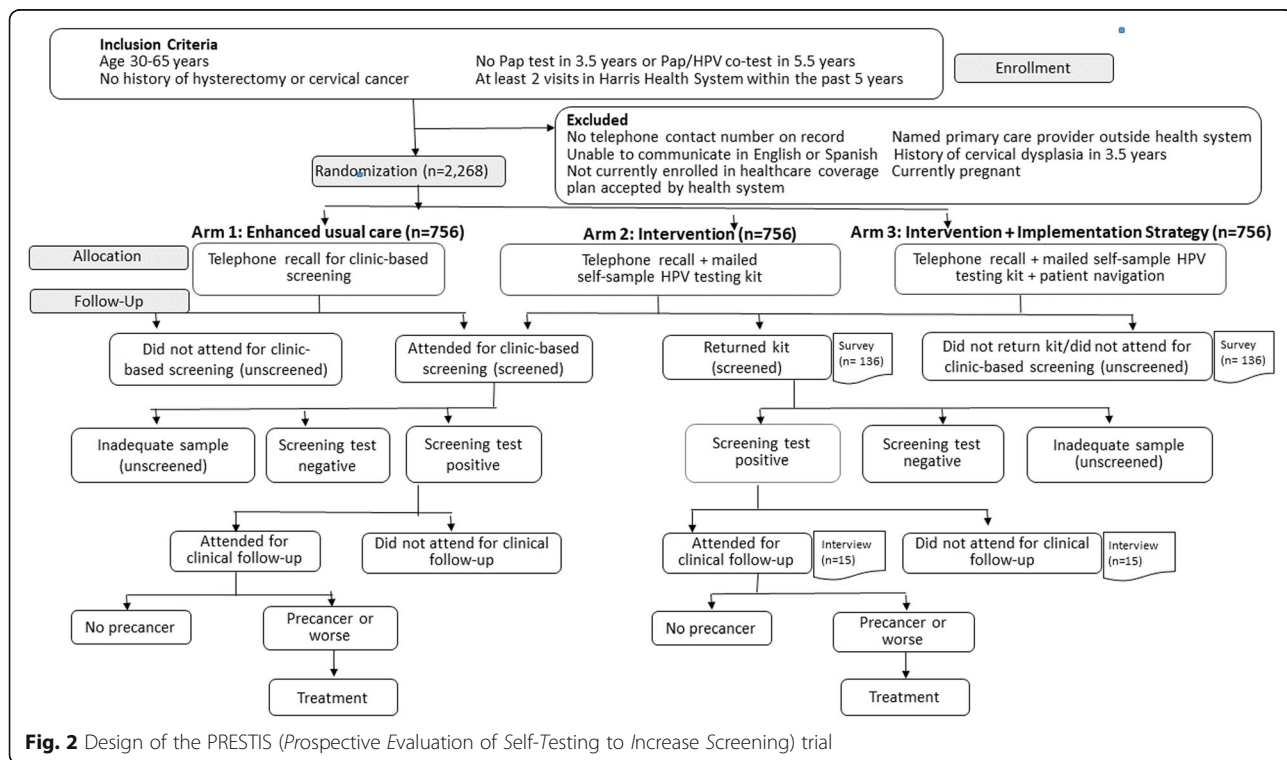 Inclusion Criteria
Age 30-65 years
No history of hysterectomy or cervical cancer
No Pap test in 3.5 years or Pap/HPV co-test in 5.5 years
At least 2 visits in Harris Health System within the past 5 years
Enrollment
Excluded
No telephone contact number on record
Unable to communicate in English or Spanish
Not currently enrolled in healthcare coverage
plan accepted by health system
Named primary care provider outside health system
History of cervical dysplasia in 3.5 years
Currently pregnant
Randomization (n=2,268)
Arm 1: Enhanced usual care (n=756)
Arm 2: Intervention (n=756)
Arm 3: Intervention + Implementation Strategy (n=756)
Allocation
Telephone recall for clinic-based
screening
Telephone recall + mailed
self-sample HPV testing kit
Telephone recall + mailed self-sample HPV
testing kit + patient navigation
Follow-Up
Did not attend for clinic-
based screening (unscreened)
Attended for clinic-based
screening (screened)
Returned kit
(screened)
Survey
(n= 136)
Did not return kit/did not attend for
clinic-based screening (unscreened)
Survey
(n= 136)
Inadequate sample
(unscreened)
Screening test
negative
Screening test
positive
Screening test
positive
Screening test
negative
Inadequate sample
(unscreened)
Attended for
clinical follow-up
Did not attend for clinical
follow-up
Attended for
clinical follow-up
Interview
(n=15)
Did not attend for clinical
follow-up
Interview
(n=15)
No precancer
Precancer or
worse
No precancer
Precancer or
worse
Treatment
Treatment
Fig. 2 Design of the PRESTIS (Prospective Evaluation of Self-Testing to Increase Screening) trial